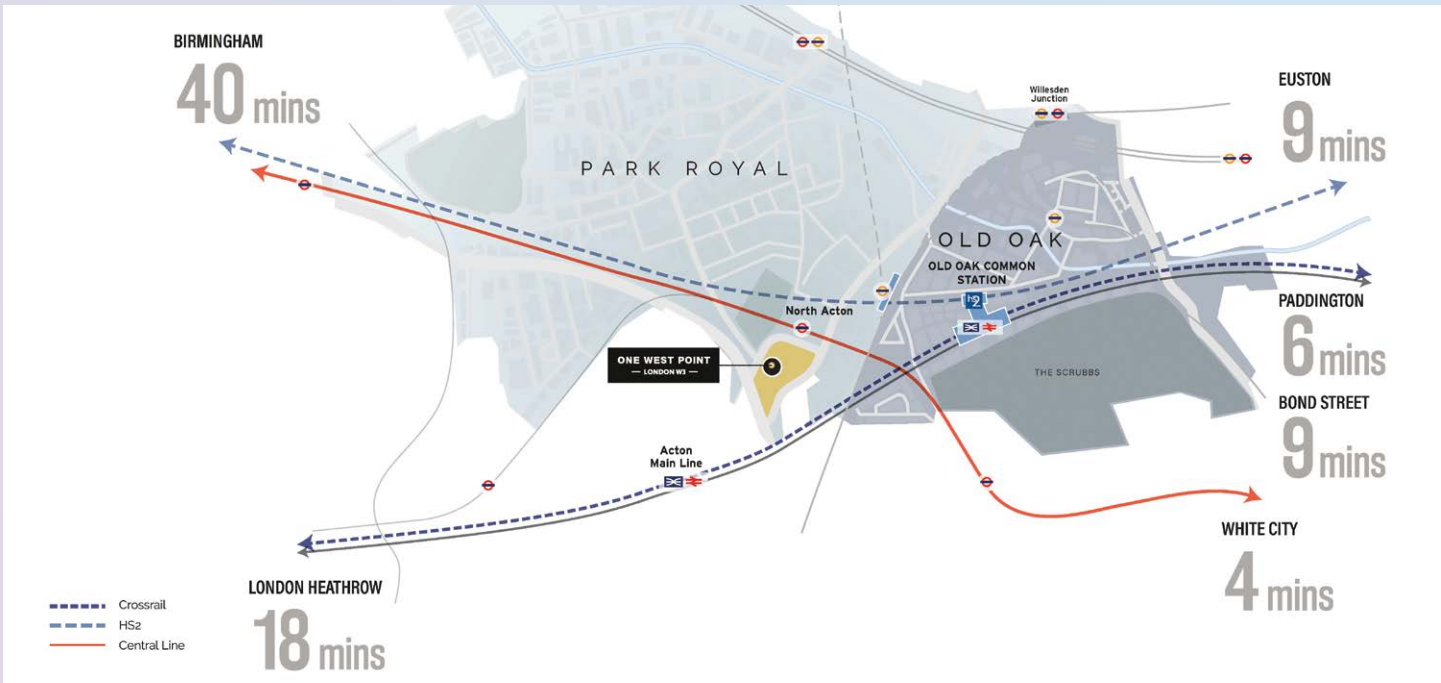 BIRMINGHAM
40 mins
Willesden
Junction
EUSTON
9 mins
PARK ROYAL
OLD OAK
OLD OAK COMMON
STATION
hs2
North Acton
PADDINGTON
6 mins
ONE WEST POINT
— LONDON W3 —
THE SCRUBBS
BOND STREET
9 mins
Acton
Main Line
WHITE CITY
4 mins
LONDON HEATHROW
18 mins
Crossrail
HS2
Central Line